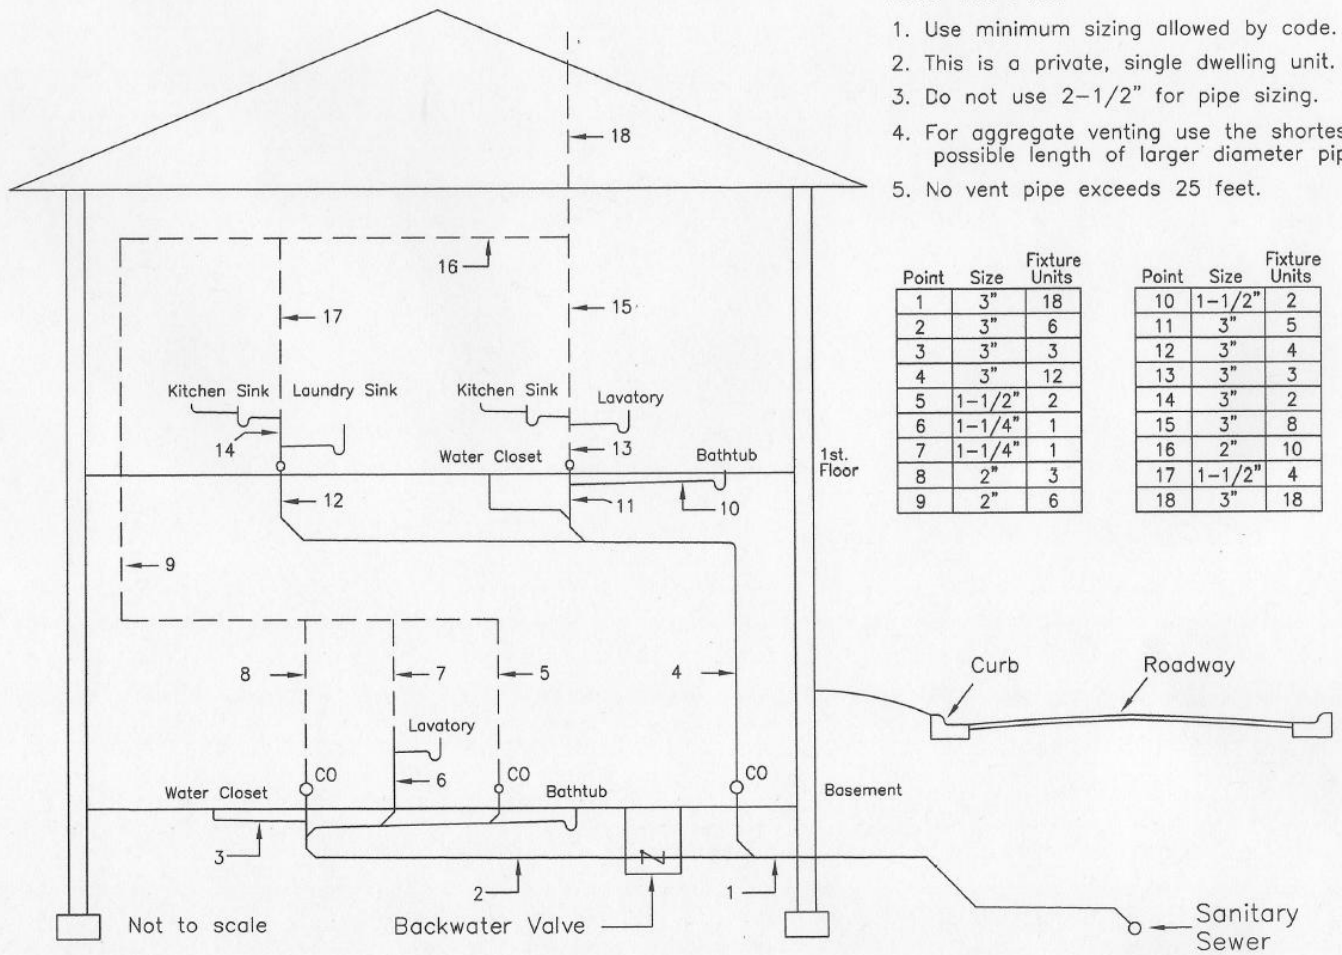 1. Use minimum sizing allowed by code.
2. This is a private, single dwelling unit.
3. Do not use 2-1/2" for pipe sizing.
4. For aggregate venting use the shortes
possible length of larger diameter pip
5. No vent pipe exceeds 25 feet.
18
16
15
17
Kitchen Sink Laundry Sink
Kitchen Sink Lavatory
14
13
Water Closet Bathtub
1st.
Floor
12
11
10
9
Point Size Fixture Units
1 3" 18
2 3" 6
3 3" 3
4 3" 12
5 1-1/2" 2
6 1-1/4" 1
7 1-1/4" 1
8 2" 3
9 2" 6
Point Size Fixture Units
10 1-1/2" 2
11 3" 5
12 3" 4
13 3" 3
14 3" 2
15 3" 8
16 2" 10
17 1-1/2" 4
18 3" 18
8
7
5
4
Curb Roadway
Lavatory
CO
6
CO
CO
Water Closet
Bathtub
Basement
3
2
1
Not to scale
Backwater Valve
Sanitary
Sewer